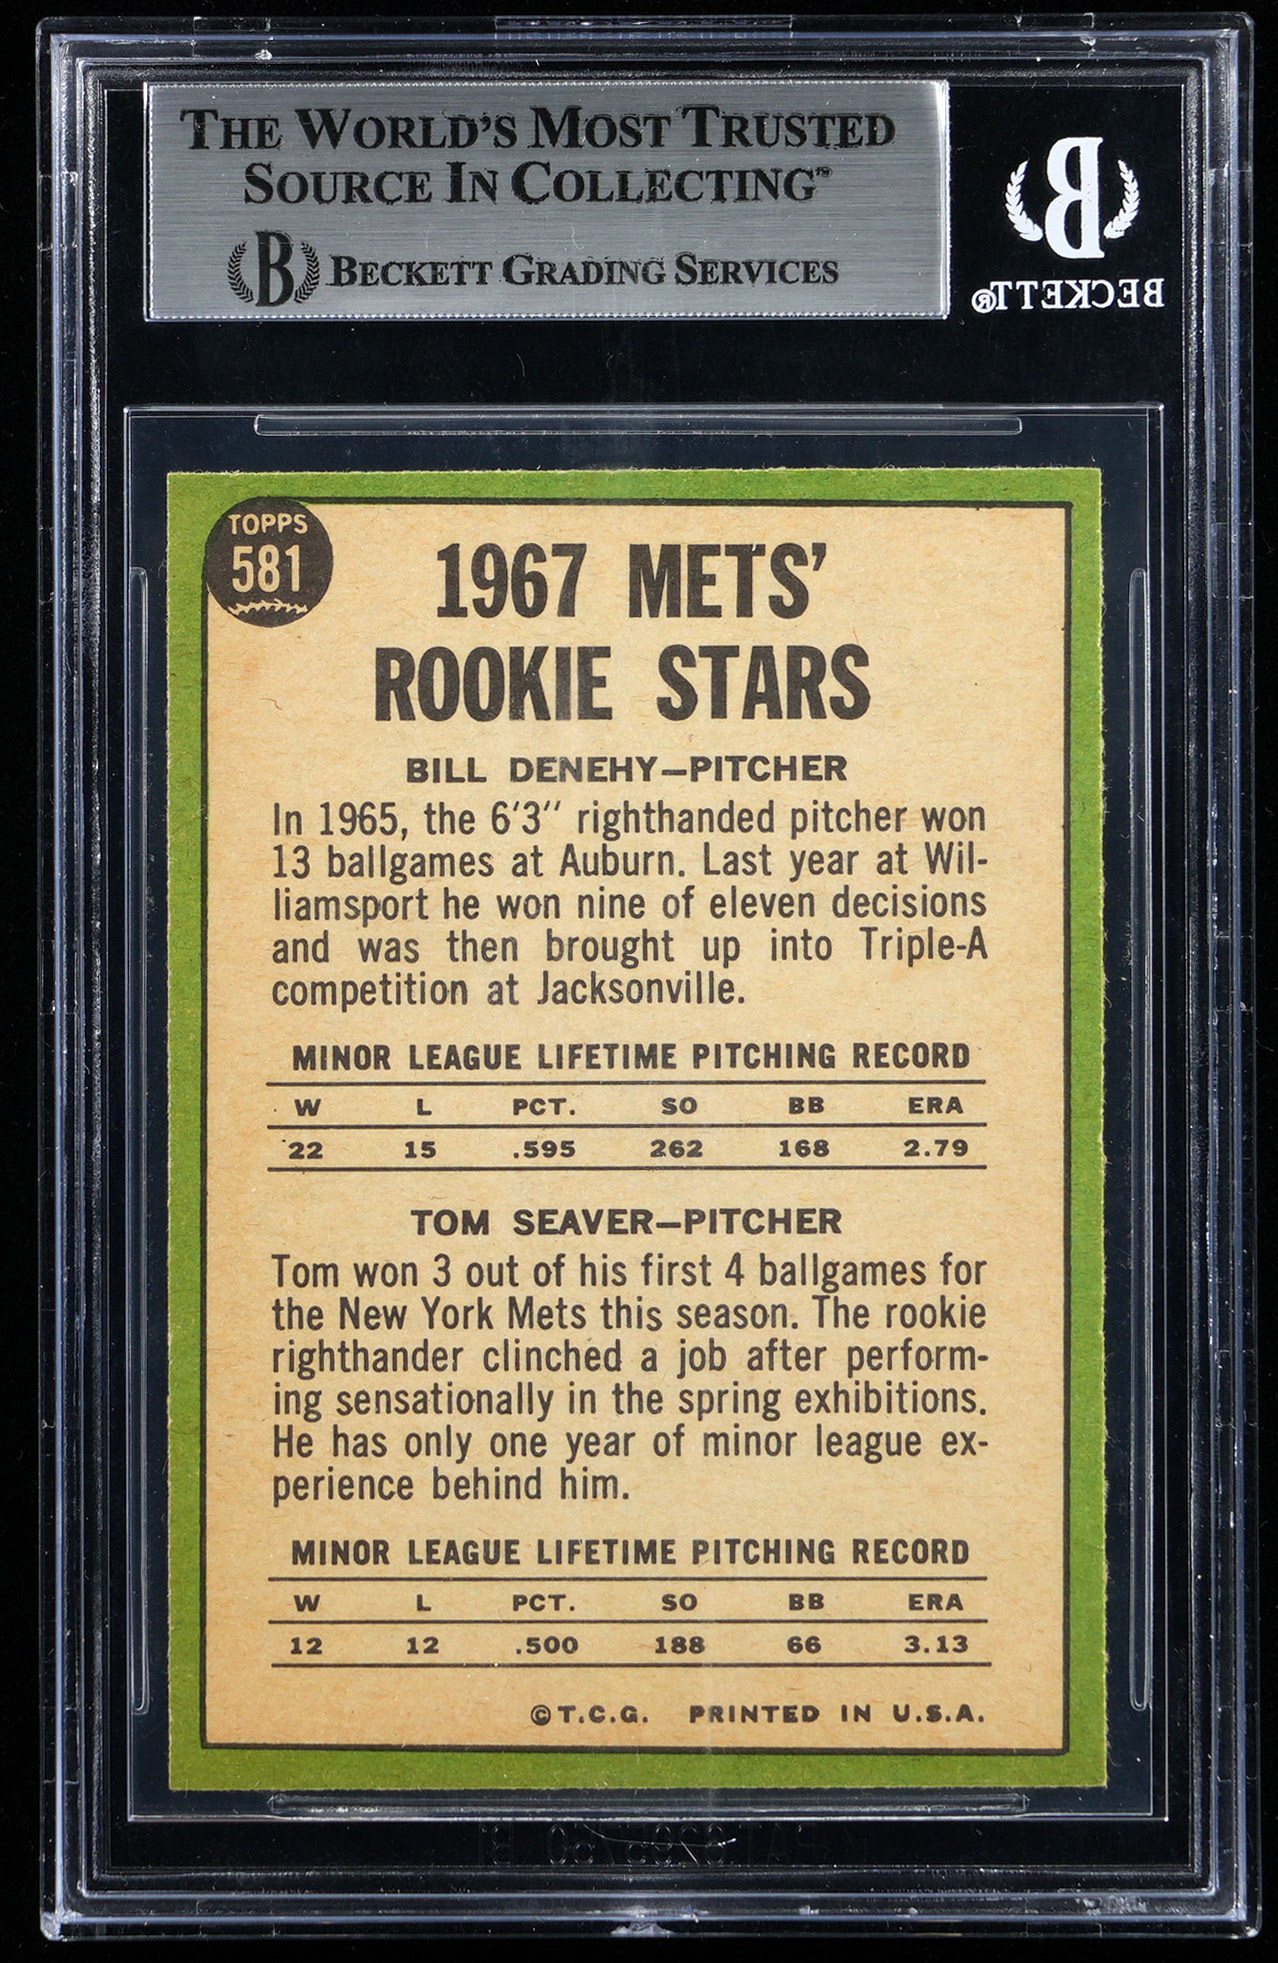 THE WORLD'S MOST TRUSTED
SOURCE IN COLLECTING™
B BECKETT GRADING SERVICES
B
BECKETT®
TOPPS
581
1967 METS'
ROOKIE STARS
BILL DENEHY—PITCHER
In 1965, the 6'3'' righthanded pitcher won
13 ballgames at Auburn. Last year at Wil-
liamsport he won nine of eleven decisions
and was then brought up into Triple-A
competition at Jacksonville.
MINOR LEAGUE LIFETIME PITCHING RECORD
W L PCT. SO BB ERA
22 15 .595 262 168 2.79
TOM SEAVER—PITCHER
Tom won 3 out of his first 4 ballgames for
the New York Mets this season. The rookie
righthander clinched a job after perform-
ing sensationally in the spring exhibitions.
He has only one year of minor league ex-
perience behind him.
MINOR LEAGUE LIFETIME PITCHING RECORD
W L PCT. SO BB ERA
12 12 .500 188 66 3.13
©T.C.G. PRINTED IN U.S.A.